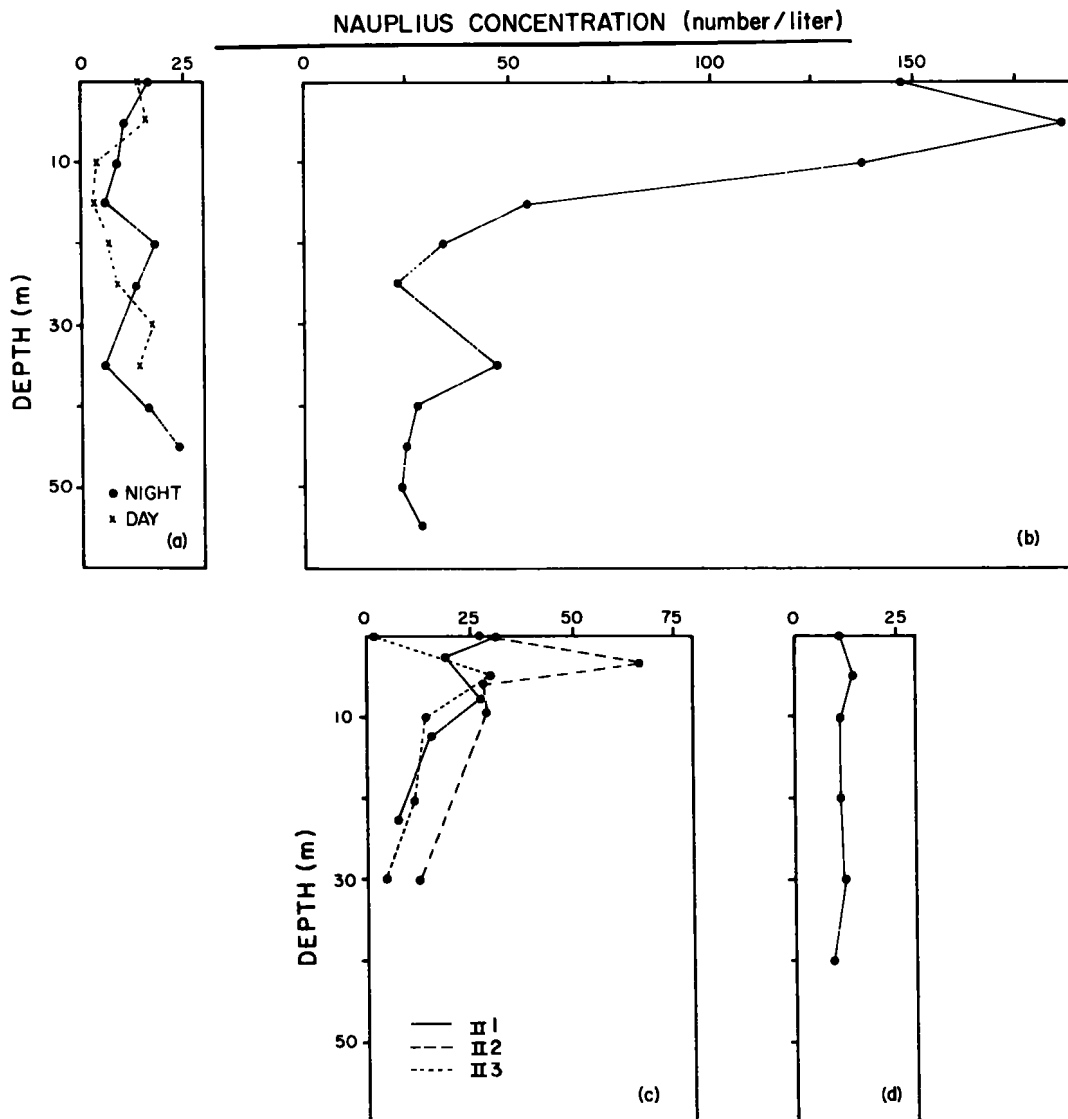 NAUPLIUS CONCENTRATION (number/liter)
0 25
0 50 100 150
DEPTH (m)
10
30
50
NIGHT
DAY
(a)
(b)
0 25 50 75
0 25
DEPTH (m)
10
30
50
II 1
II 2
II 3
(c)
(d)